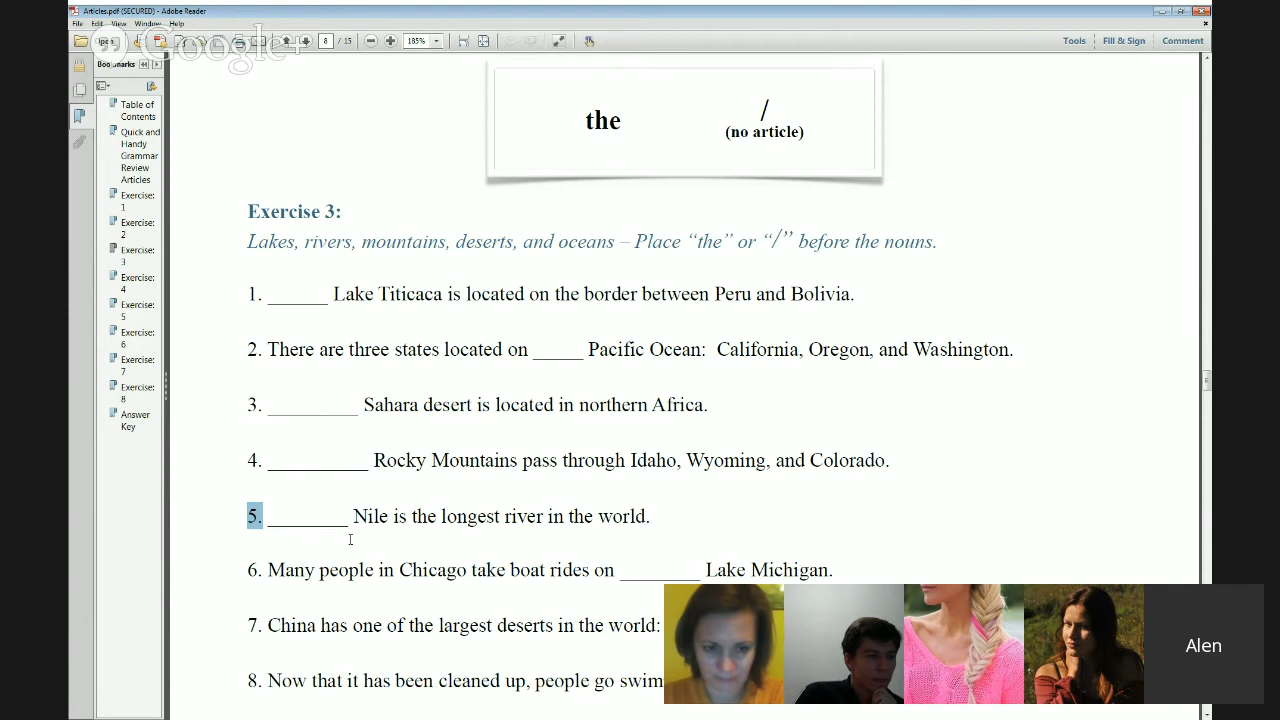 Articles.pdf (SECURED) - Adobe Reader
File Edit View Window Help
Open 8 / 15 185% Tools Fill & Sign Comment
Google+
Bookmarks
Table of
Contents
Quick and
Handy
Grammar
Review
Articles
Exercise:
1
Exercise:
2
Exercise:
3
Exercise:
4
Exercise:
5
Exercise:
6
Exercise:
7
Exercise:
8
Answer
Key
the /
(no article)
Exercise 3:
Lakes, rivers, mountains, deserts, and oceans – Place “the” or “/” before the nouns.
1. ______ Lake Titicaca is located on the border between Peru and Bolivia.
2. There are three states located on _____ Pacific Ocean: California, Oregon, and Washington.
3. _________ Sahara desert is located in northern Africa.
4. __________ Rocky Mountains pass through Idaho, Wyoming, and Colorado.
5. ________ Nile is the longest river in the world.
6. Many people in Chicago take boat rides on ________ Lake Michigan.
7. China has one of the largest deserts in the world:
8. Now that it has been cleaned up, people go swim
Alen